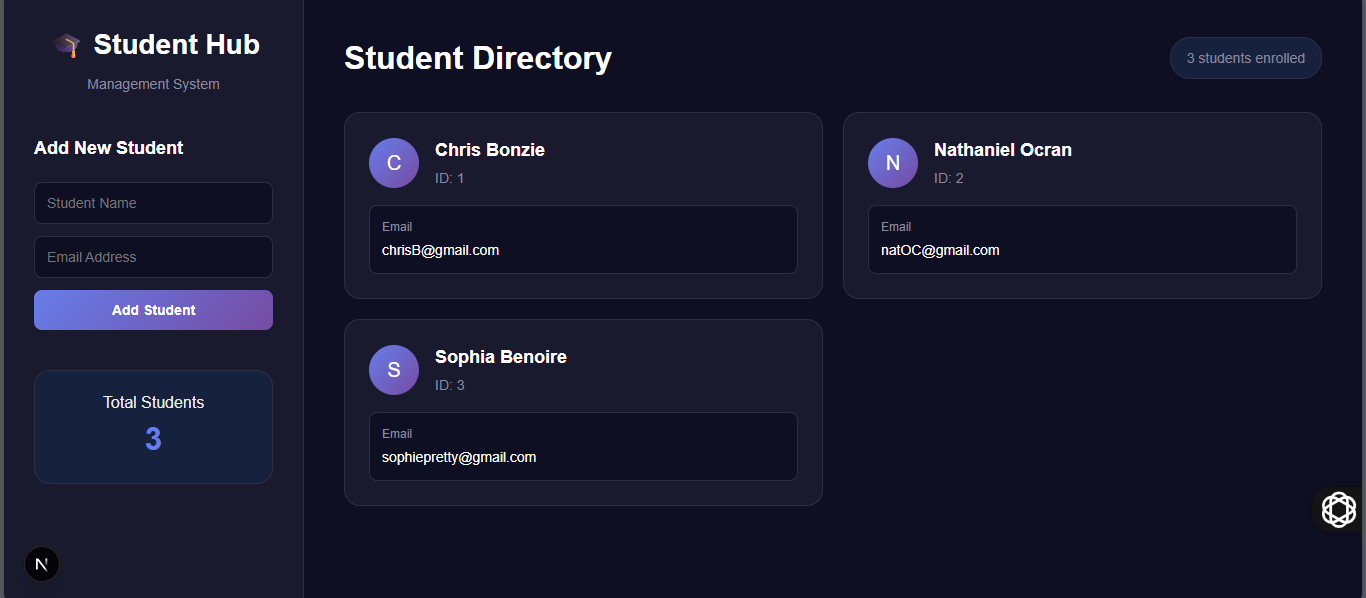 Student Hub
Management System
Add New Student
Student Name
Email Address
Add Student
Total Students
3
N
Student Directory
3 students enrolled
C
Chris Bonzie
ID: 1
Email
chrisB@gmail.com
N
Nathaniel Ocran
ID: 2
Email
natOC@gmail.com
S
Sophia Benoire
ID: 3
Email
sophiepretty@gmail.com